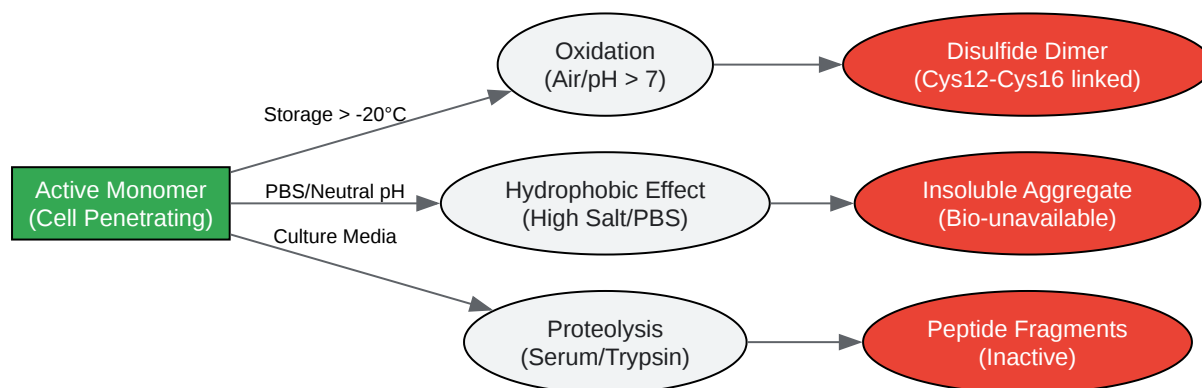 Oxidation
(Air/pH > 7)
Disulfide Dimer
(Cys12-Cys16 linked)
Storage > -20°C
Active Monomer
(Cell Penetrating)
PBS/Neutral pH
Hydrophobic Effect
(High Salt/PBS)
Insoluble Aggregate
(Bio-unavailable)
Culture Media
Proteolysis
(Serum/Trypsin)
Peptide Fragments
(Inactive)